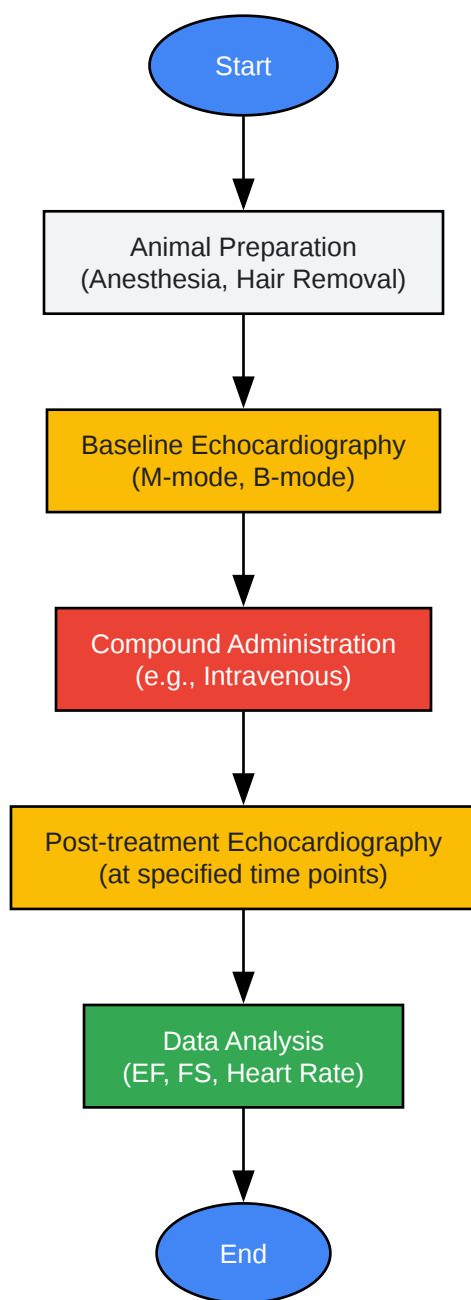 Start
Animal Preparation
(Anesthesia, Hair Removal)
Baseline Echocardiography
(M-mode, B-mode)
Compound Administration
(e.g., Intravenous)
Post-treatment Echocardiography
(at specified time points)
Data Analysis
(EF, FS, Heart Rate)
End